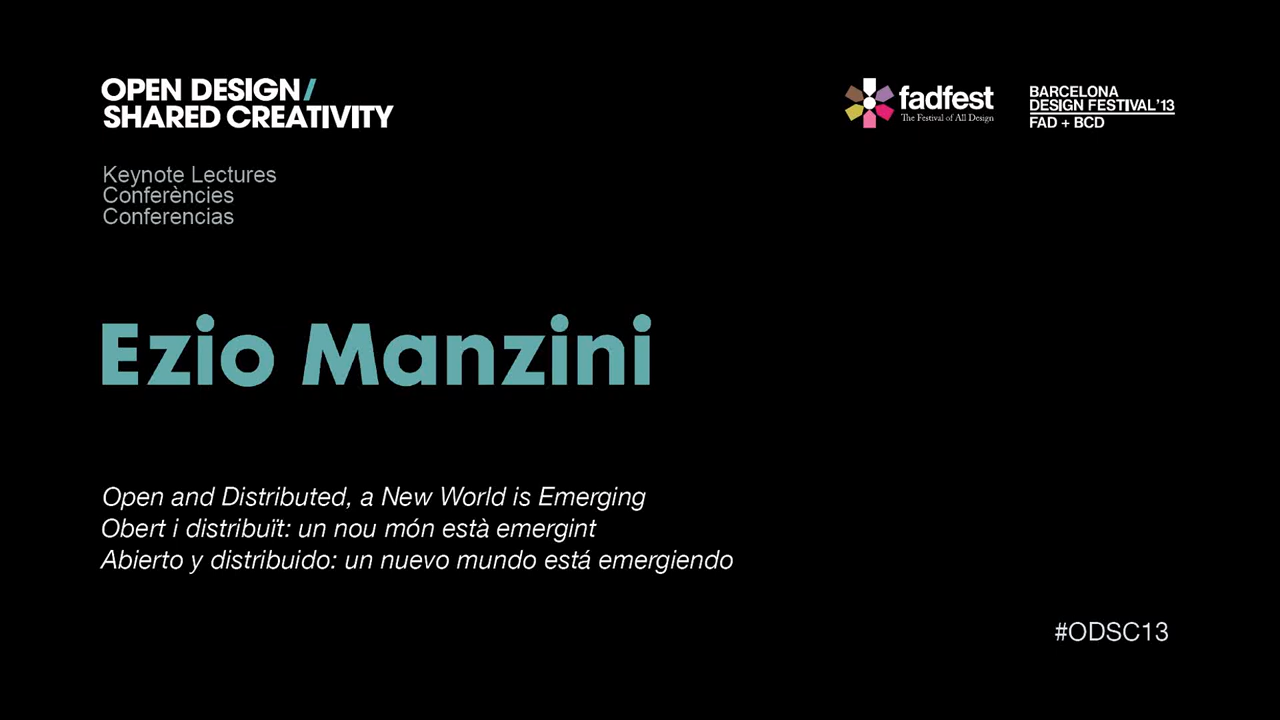 OPEN DESIGN/
SHARED CREATIVITY
fadfest
The Festival of All Design
BARCELONA
DESIGN FESTIVAL'13
FAD + BCD
Keynote Lectures
Conferències
Conferencias
Ezio Manzini
Open and Distributed, a New World is Emerging
Obert i distribuït: un nou món està emergint
Abierto y distribuido: un nuevo mundo está emergiendo
#ODSC13